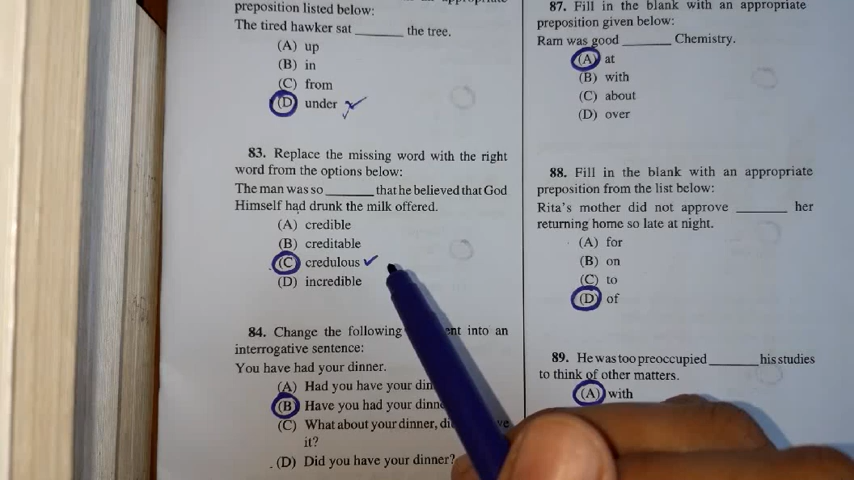 preposition listed below:
The tired hawker sat ______ the tree.
(A) up
(B) in
(C) from
(D) under
83. Replace the missing word with the right
word from the options below:
The man was so ______ that he believed that God
Himself had drunk the milk offered.
(A) credible
(B) creditable
(C) credulous
(D) incredible
84. Change the following into an
interrogative sentence:
You have had your dinner.
(A) Had you have your
(B) Have you had your
(C) What about your dinner,
it?
(D) Did you have your dinner?
87. Fill in the blank with an appropriate
preposition given below:
Ram was good ______ Chemistry.
(A) at
(B) with
(C) about
(D) over
88. Fill in the blank with an appropriate
preposition from the list below:
Rita's mother did not approve ______ her
returning home so late at night.
(A) for
(B) on
(C) to
(D) of
89. He was too preoccupied ______ his studies
to think of other matters.
(A) with